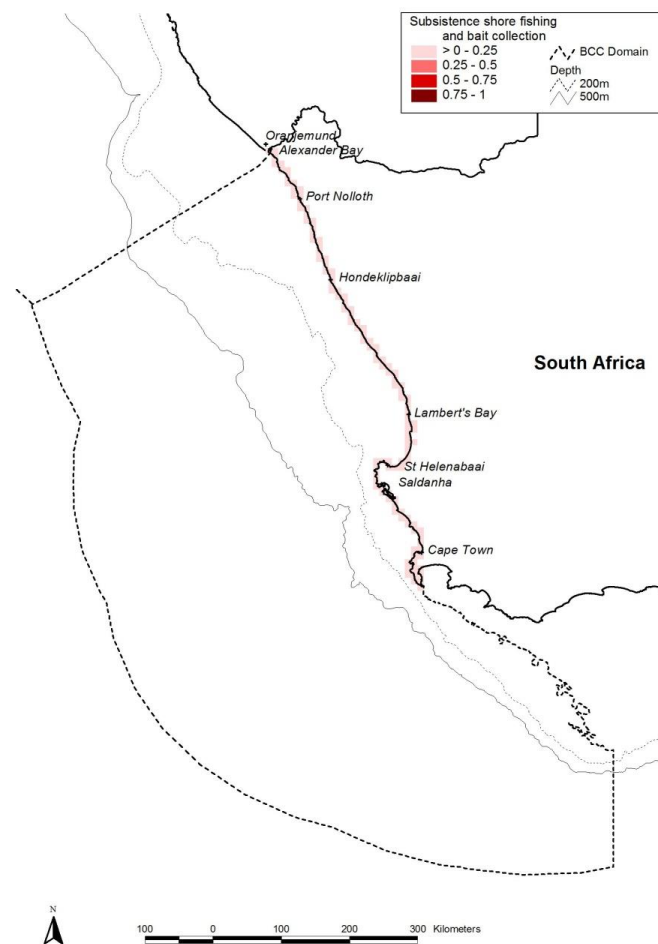 Subsistence shore fishing
and bait collection
> 0 - 0.25
0.25 - 0.5
0.5 - 0.75
0.75 - 1
BCC Domain
Depth
200m
500m
Oranjemund
Alexander Bay
Port Nolloth
Hondeklipbaai
South Africa
Lambert's Bay
St Helenabaai
Saldanha
Cape Town
N
100 0 100 200 300 Kilometers